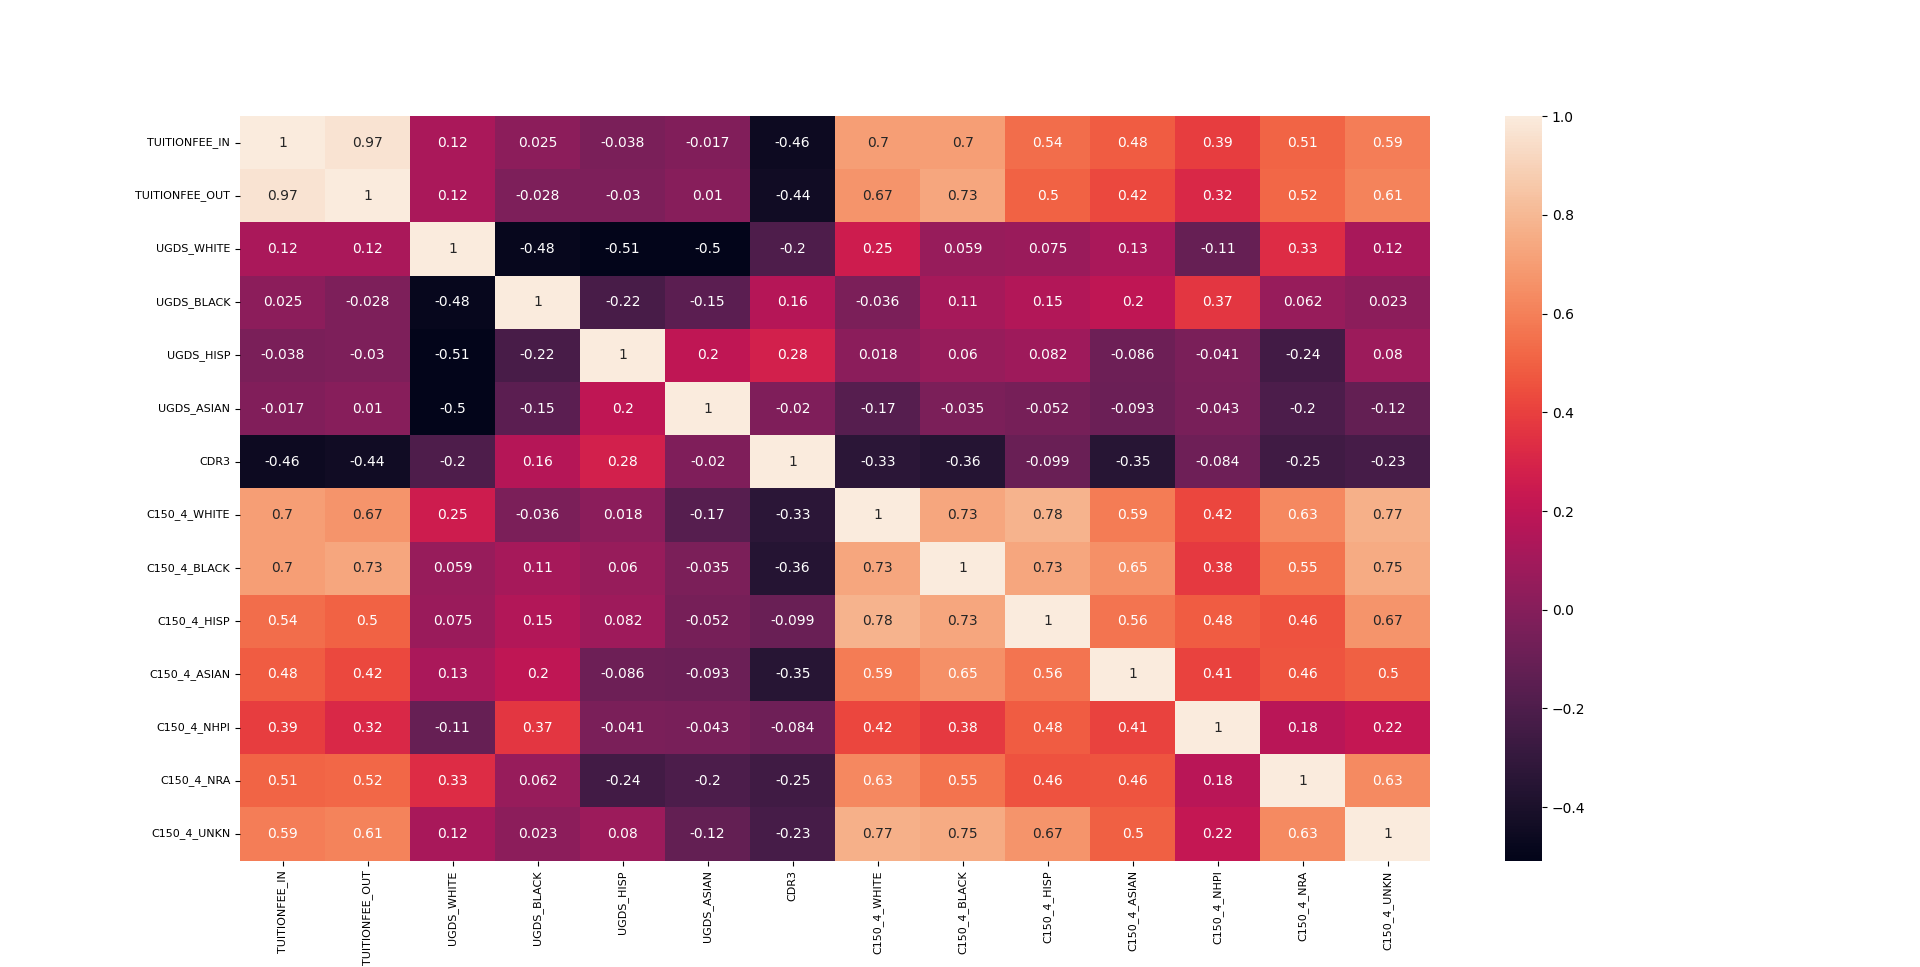 TUITIONFEE_IN 1 0.97 0.12 0.025 -0.038 -0.017 -0.46 0.7 0.7 0.54 0.48 0.39 0.51 0.59
TUITIONFEE_OUT 0.97 1 0.12 -0.028 -0.03 0.01 -0.44 0.67 0.73 0.5 0.42 0.32 0.52 0.61
UGDS_WHITE 0.12 0.12 1 -0.48 -0.51 -0.5 -0.2 0.25 0.059 0.075 0.13 -0.11 0.33 0.12
UGDS_BLACK 0.025 -0.028 -0.48 1 -0.22 -0.15 0.16 -0.036 0.11 0.15 0.2 0.37 0.062 0.023
UGDS_HISP -0.038 -0.03 -0.51 -0.22 1 0.2 0.28 0.018 0.06 0.082 -0.086 -0.041 -0.24 0.08
UGDS_ASIAN -0.017 0.01 -0.5 -0.15 0.2 1 -0.02 -0.17 -0.035 -0.052 -0.093 -0.043 -0.2 -0.12
CDR3 -0.46 -0.44 -0.2 0.16 0.28 -0.02 1 -0.33 -0.36 -0.099 -0.35 -0.084 -0.25 -0.23
C150_4_WHITE 0.7 0.67 0.25 -0.036 0.018 -0.17 -0.33 1 0.73 0.78 0.59 0.42 0.63 0.77
C150_4_BLACK 0.7 0.73 0.059 0.11 0.06 -0.035 -0.36 0.73 1 0.73 0.65 0.38 0.55 0.75
C150_4_HISP 0.54 0.5 0.075 0.15 0.082 -0.052 -0.099 0.78 0.73 1 0.56 0.48 0.46 0.67
C150_4_ASIAN 0.48 0.42 0.13 0.2 -0.086 -0.093 -0.35 0.59 0.65 0.56 1 0.41 0.46 0.5
C150_4_NHPI 0.39 0.32 -0.11 0.37 -0.041 -0.043 -0.084 0.42 0.38 0.48 0.41 1 0.18 0.22
C150_4_NRA 0.51 0.52 0.33 0.062 -0.24 -0.2 -0.25 0.63 0.55 0.46 0.46 0.18 1 0.63
C150_4_UNKN 0.59 0.61 0.12 0.023 0.08 -0.12 -0.23 0.77 0.75 0.67 0.5 0.22 0.63 1
TUITIONFEE_IN
TUITIONFEE_OUT
UGDS_WHITE
UGDS_BLACK
UGDS_HISP
UGDS_ASIAN
CDR3
C150_4_WHITE
C150_4_BLACK
C150_4_HISP
C150_4_ASIAN
C150_4_NHPI
C150_4_NRA
C150_4_UNKN
1.0
0.8
0.6
0.4
0.2
0.0
−0.2
−0.4